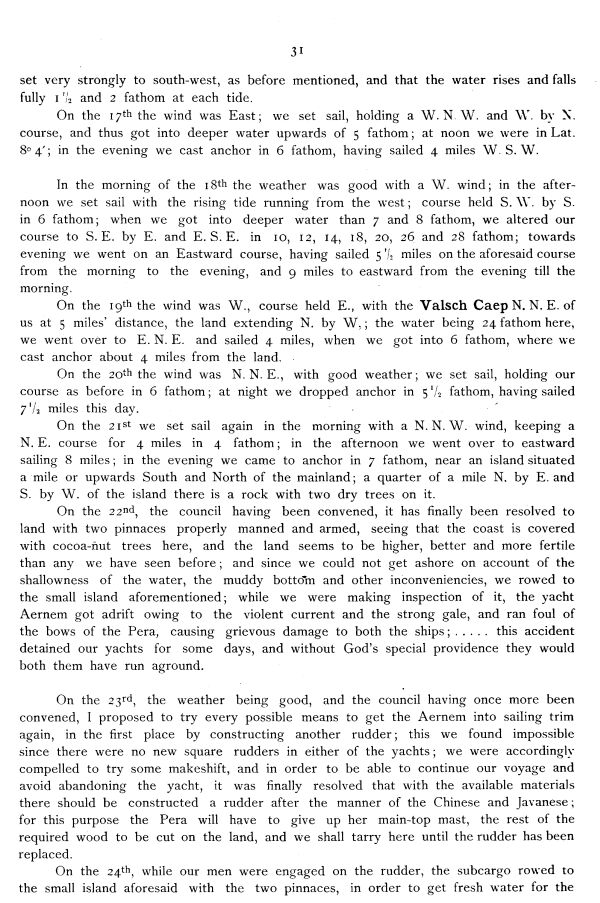 31
set very strongly to south-west, as before mentioned, and that the water rises and falls
fully 1 1/2 and 2 fathom at each tide.
On the 17th the wind was East; we set sail, holding a W. N. W. and W. by N.
course, and thus got into deeper water upwards of 5 fathom; at noon we were in Lat.
8° 4′; in the evening we cast anchor in 6 fathom, having sailed 4 miles W. S. W.
In the morning of the 18th the weather was good with a W. wind; in the after-
noon we set sail with the rising tide running from the west; course held S. W. by S.
in 6 fathom; when we got into deeper water than 7 and 8 fathom, we altered our
course to S. E. by E. and E. S. E. in 10, 12, 14, 18, 20, 26 and 28 fathom; towards
evening we went on an Eastward course, having sailed 5 1/2 miles on the aforesaid course
from the morning to the evening, and 9 miles to eastward from the evening till the
morning.
On the 19th the wind was W., course held E., with the Valsch Caep N. N. E. of
us at 5 miles' distance, the land extending N. by W.; the water being 24 fathom here,
we went over to E. N. E. and sailed 4 miles, when we got into 6 fathom, where we
cast anchor about 4 miles from the land.
On the 20th the wind was N. N. E., with good weather; we set sail, holding our
course as before in 6 fathom; at night we dropped anchor in 5 1/2 fathom, having sailed
7 1/2 miles this day.
On the 21st we set sail again in the morning with a N. N. W. wind, keeping a
N. E. course for 4 miles in 4 fathom; in the afternoon we went over to eastward
sailing 8 miles; in the evening we came to anchor in 7 fathom, near an island situated
a mile or upwards South and North of the mainland; a quarter of a mile N. by E. and
S. by W. of the island there is a rock with two dry trees on it.
On the 22nd, the council having been convened, it has finally been resolved to
land with two pinnaces properly manned and armed, seeing that the coast is covered
with cocoa-nut trees here, and the land seems to be higher, better and more fertile
than any we have seen before; and since we could not get ashore on account of the
shallowness of the water, the muddy bottom and other inconveniencies, we rowed to
the small island aforementioned; while we were making inspection of it, the yacht
Aernem got adrift owing to the violent current and the strong gale, and ran foul of
the bows of the Pera, causing grievous damage to both the ships; ..... this accident
detained our yachts for some days, and without God's special providence they would
both them have run aground.
On the 23rd, the weather being good, and the council having once more been
convened, I proposed to try every possible means to get the Aernem into sailing trim
again, in the first place by constructing another rudder; this we found impossible
since there were no new square rudders in either of the yachts; we were accordingly
compelled to try some makeshift, and in order to be able to continue our voyage and
avoid abandoning the yacht, it was finally resolved that with the available materials
there should be constructed a rudder after the manner of the Chinese and Javanese;
for this purpose the Pera will have to give up her main-top mast, the rest of the
required wood to be cut on the land, and we shall tarry here until the rudder has been
replaced.
On the 24th, while our men were engaged on the rudder, the subcargo rowed to
the small island aforesaid with the two pinnaces, in order to get fresh water for the